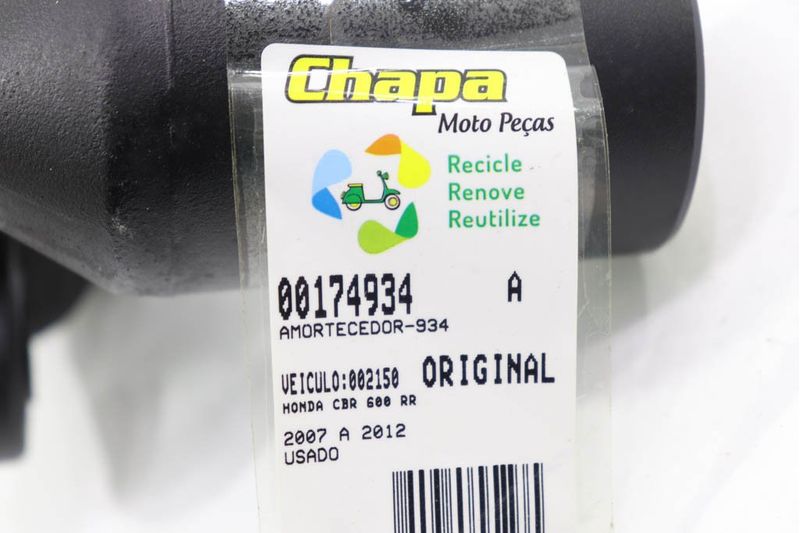 Chapa
Moto Peças
Recicle
Renove
Reutilize
00174934 A
AMORTECEDOR-934
VEICULO:002150 ORIGINAL
HONDA CBR 600 RR
2007 A 2012
USADO